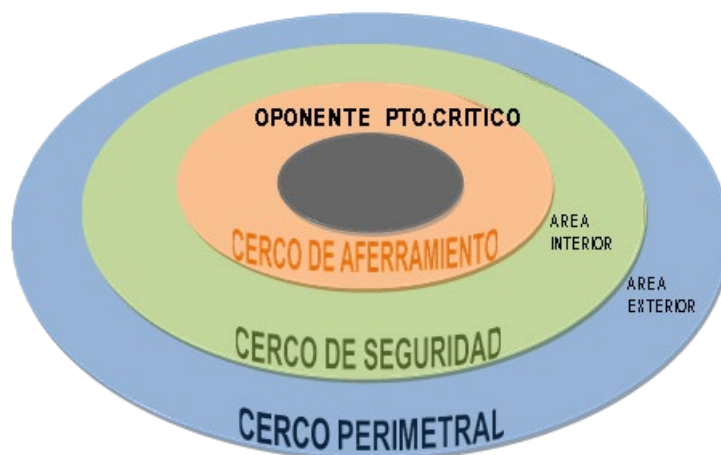 OPONENTE PTO.CRITICO
CERCO DE AFERRAMIENTO
AREA
INTERIOR
AREA
EXTERIOR
CERCO DE SEGURIDAD
CERCO PERIMETRAL